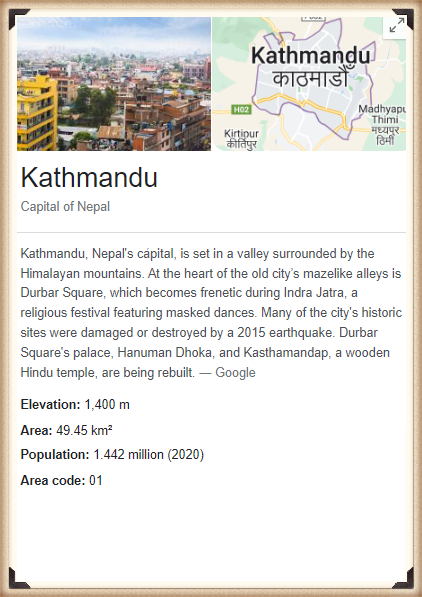 Kathmandu
काठमाडौं
H02
Madhyapu
Thimi
मध्यपुर
ठिमी
Kirtipur
कीर्तिपुर
Kathmandu
Capital of Nepal
Kathmandu, Nepal's cápital, is set in a valley surrounded by the
Himalayan mountains. At the heart of the old city's mazelike alleys is
Durbar Square, which becomes frenetic during Indra Jatra, a
religious festival featuring masked dances. Many of the city's historic
sites were damaged or destroyed by a 2015 earthquake. Durbar
Square's palace, Hanuman Dhoka, and Kasthamandap, a wooden
Hindu temple, are being rebuilt. — Google
Elevation: 1,400 m
Area: 49.45 km²
Population: 1.442 million (2020)
Area code: 01